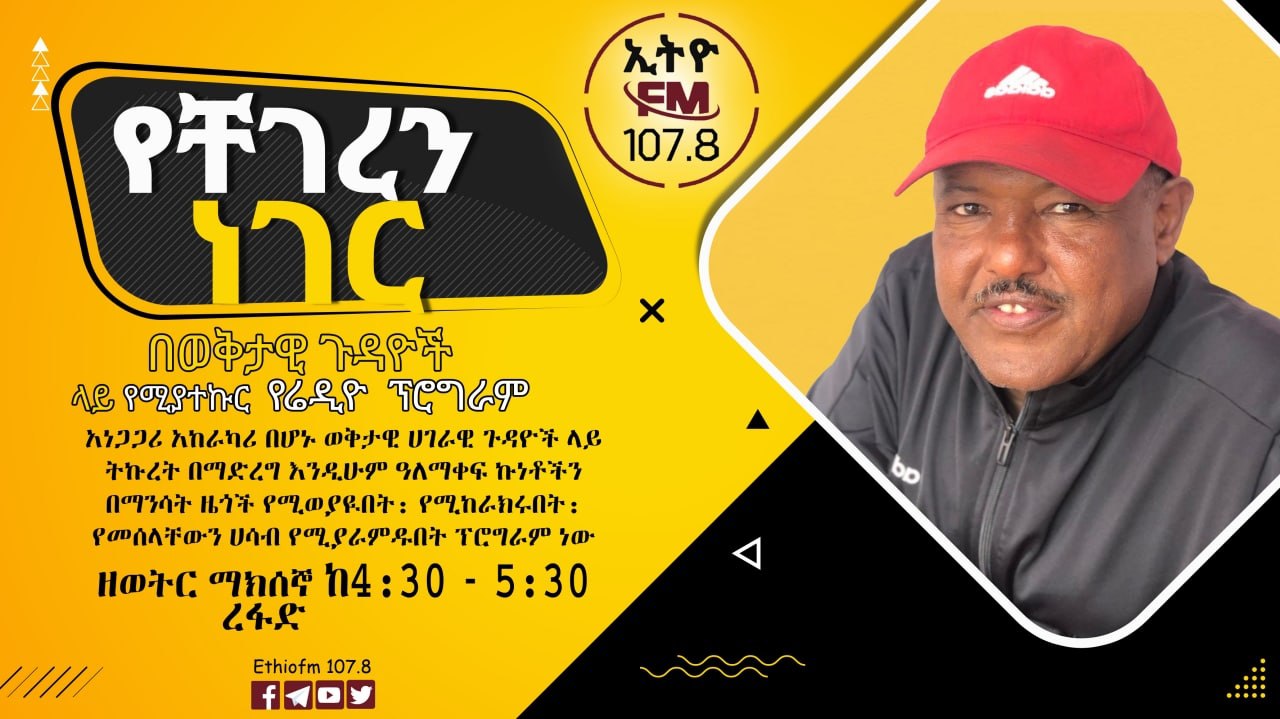 የቸገረን
ነገር
በወቅታዊ ጉዳዮች
ላይ የሚያተኩር የሬዲዮ ፕሮግራም
አነጋጋሪ አከራካሪ በሆኑ ወቅታዊ ሀገራዊ ጉዳዮች ላይ
ትኩረት በማድረግ እንዲሁም ዓለማቀፍ ኩነቶችን
በማንሳት ዜጎች የሚወያዩበት፡ የሚከራክሩበት፡
የመሰላቸውን ሀሳብ የሚያራምዱበት ፕሮግራም ነው
ዘወትር ማክሰኞ ከ4:30 - 5:30
ረፋድ
Ethiofm 107.8
ኢትዮ
FM
107.8
adidas